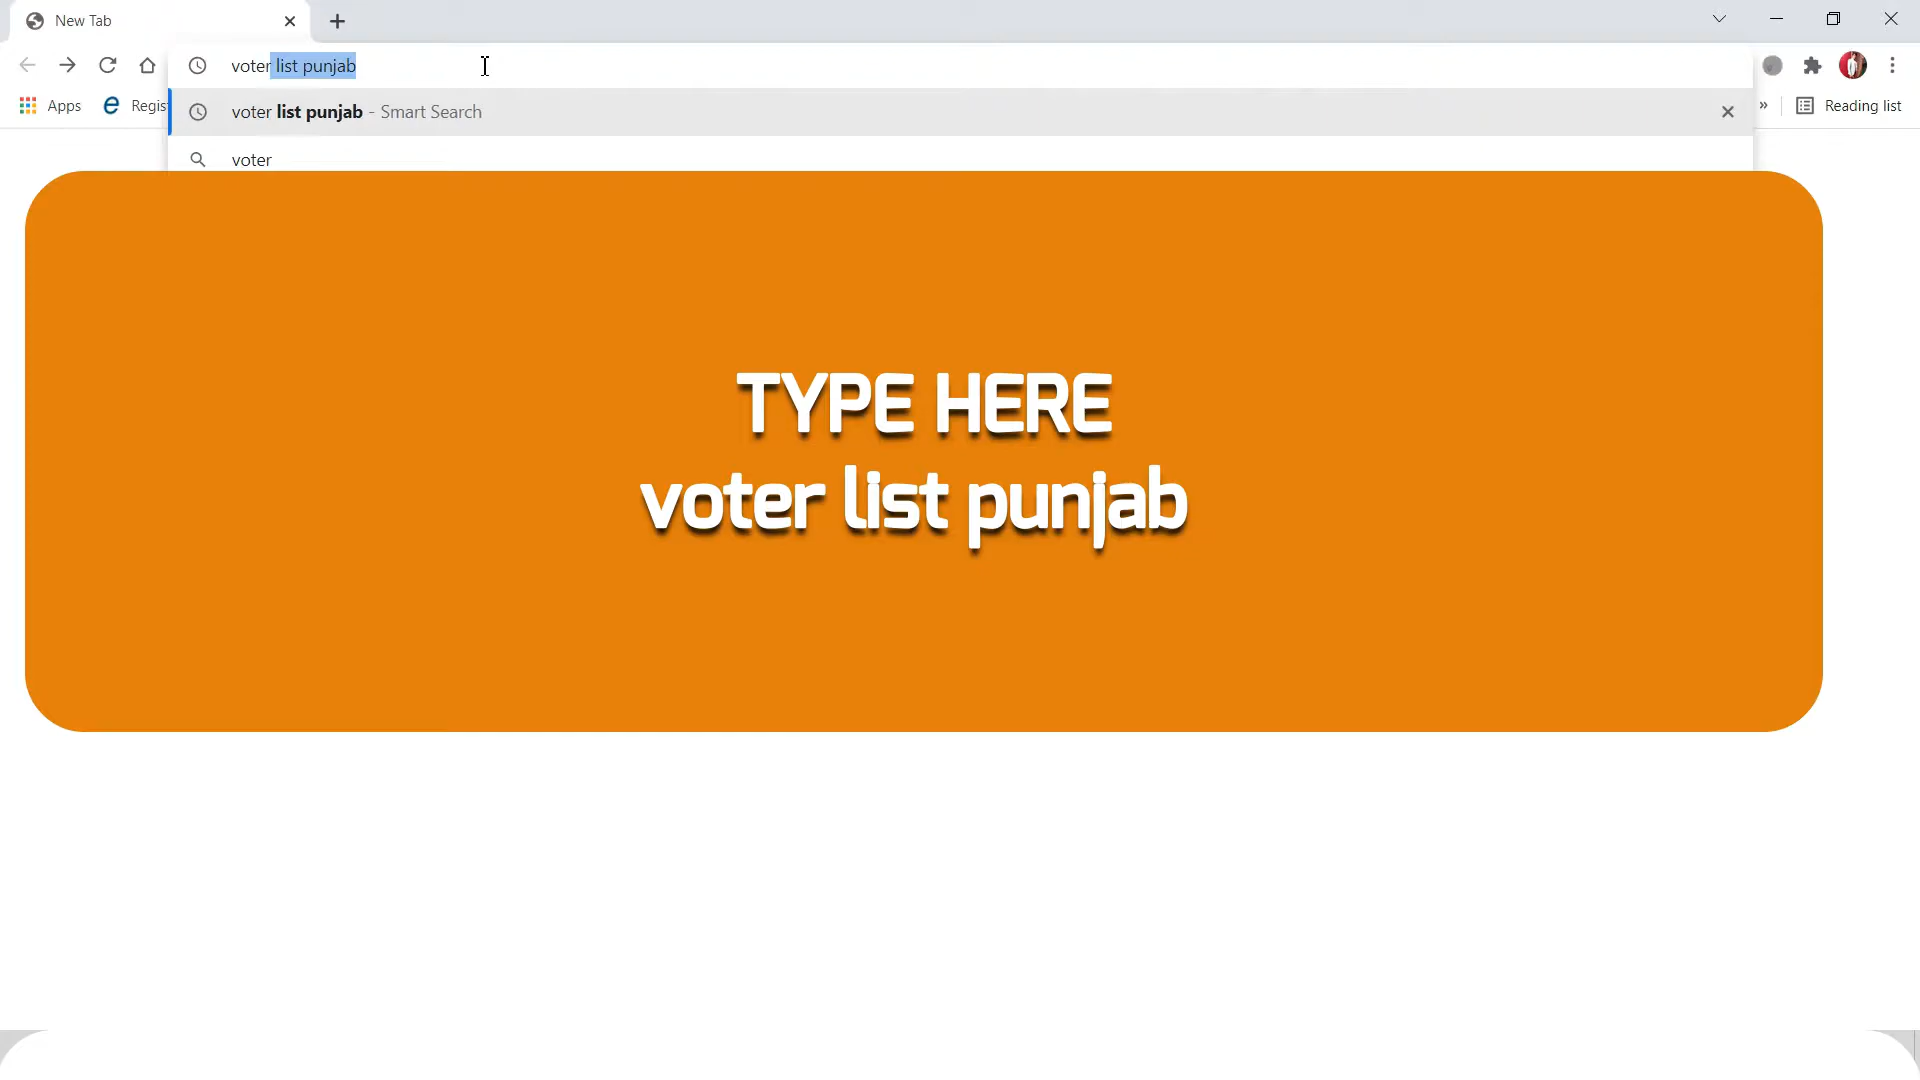 New Tab
voter list punjab
voter list punjab - Smart Search
Apps
Regis
»
Reading list
voter
TYPE HERE
voter list punjab